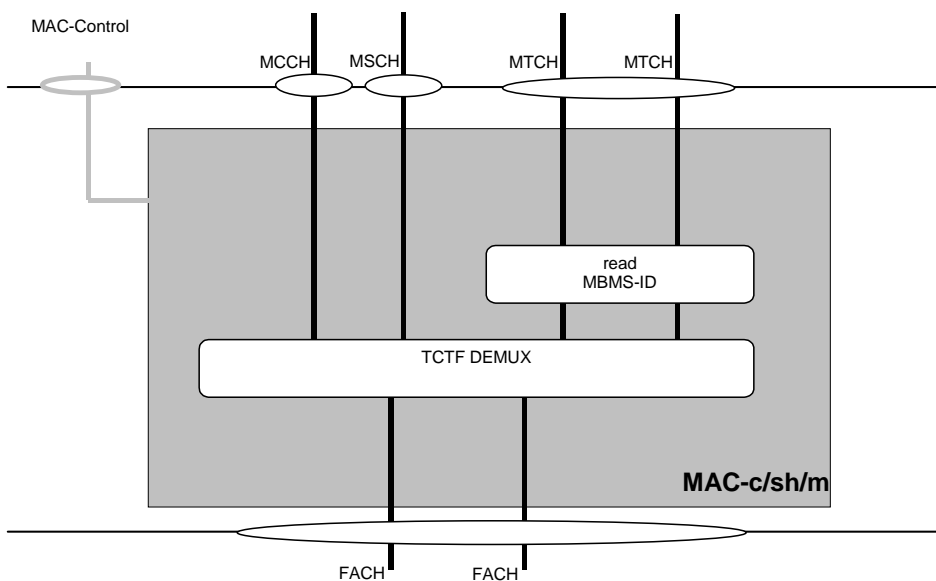 MAC-Control
MCCH
MSCH
MTCH
MTCH
read
MBMS-ID
TCTF DEMUX
MAC-c/sh/m
FACH
FACH